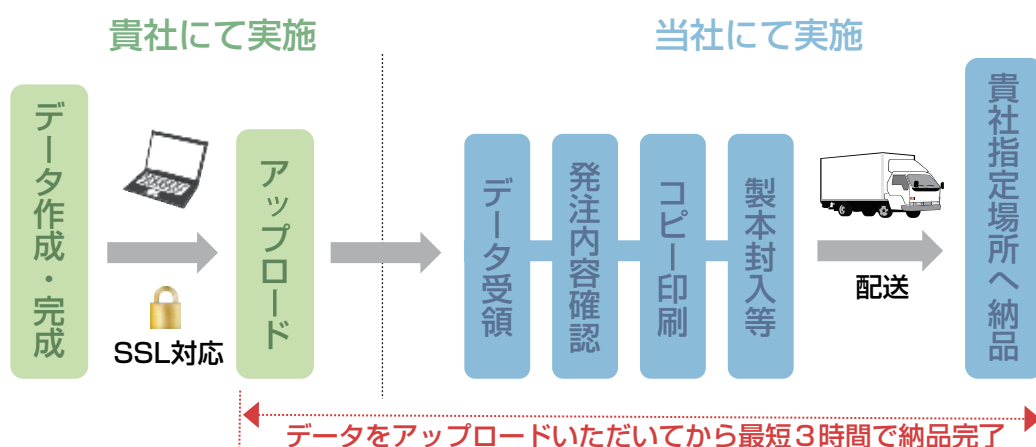 貴社にて実施
当社にて実施
データ作成・完成
SSL対応
アップロード
データ受領
発注内容確認
コピー印刷
製本封入等
配送
貴社指定場所へ納品
データをアップロードいただいてから最短3時間で納品完了